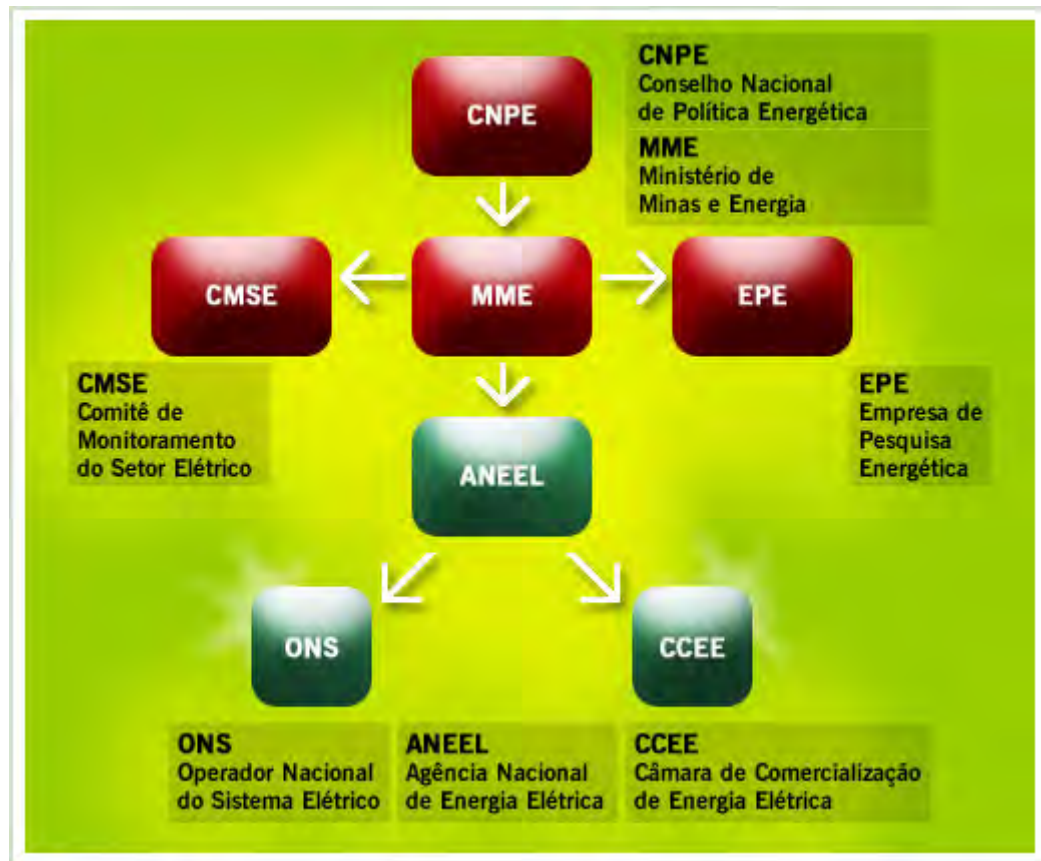 CNPE
CNPE
Conselho Nacional
de Política Energética
MME
Ministério de
Minas e Energia
CMSE
MME
EPE
CMSE
Comitê de
Monitoramento
do Setor Elétrico
EPE
Empresa de
Pesquisa
Energética
ANEEL
ONS
CCEE
ONS
Operador Nacional
do Sistema Elétrico
ANEEL
Agência Nacional
de Energia Elétrica
CCEE
Câmara de Comercialização
de Energia Elétrica